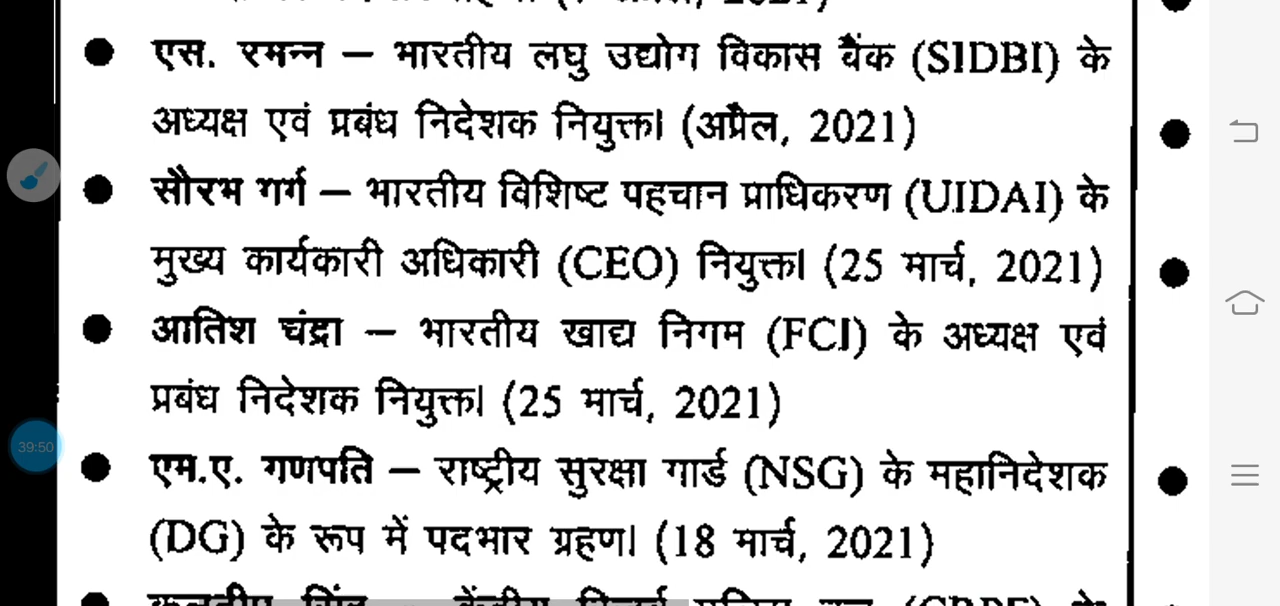 2021)
एस. रमन्न – भारतीय लघु उद्योग विकास बैंक (SIDBI) के
अध्यक्ष एवं प्रबंध निदेशक नियुक्त। (अप्रैल, 2021)
सौरभ गर्ग – भारतीय विशिष्ट पहचान प्राधिकरण (UIDAI) के
मुख्य कार्यकारी अधिकारी (CEO) नियुक्त। (25 मार्च, 2021)
आतिश चंद्रा – भारतीय खाद्य निगम (FCI) के अध्यक्ष एवं
प्रबंध निदेशक नियुक्त। (25 मार्च, 2021)
39:50
एम.ए. गणपति – राष्ट्रीय सुरक्षा गार्ड (NSG) के महानिदेशक
(DG) के रूप में पदभार ग्रहण। (18 मार्च, 2021)